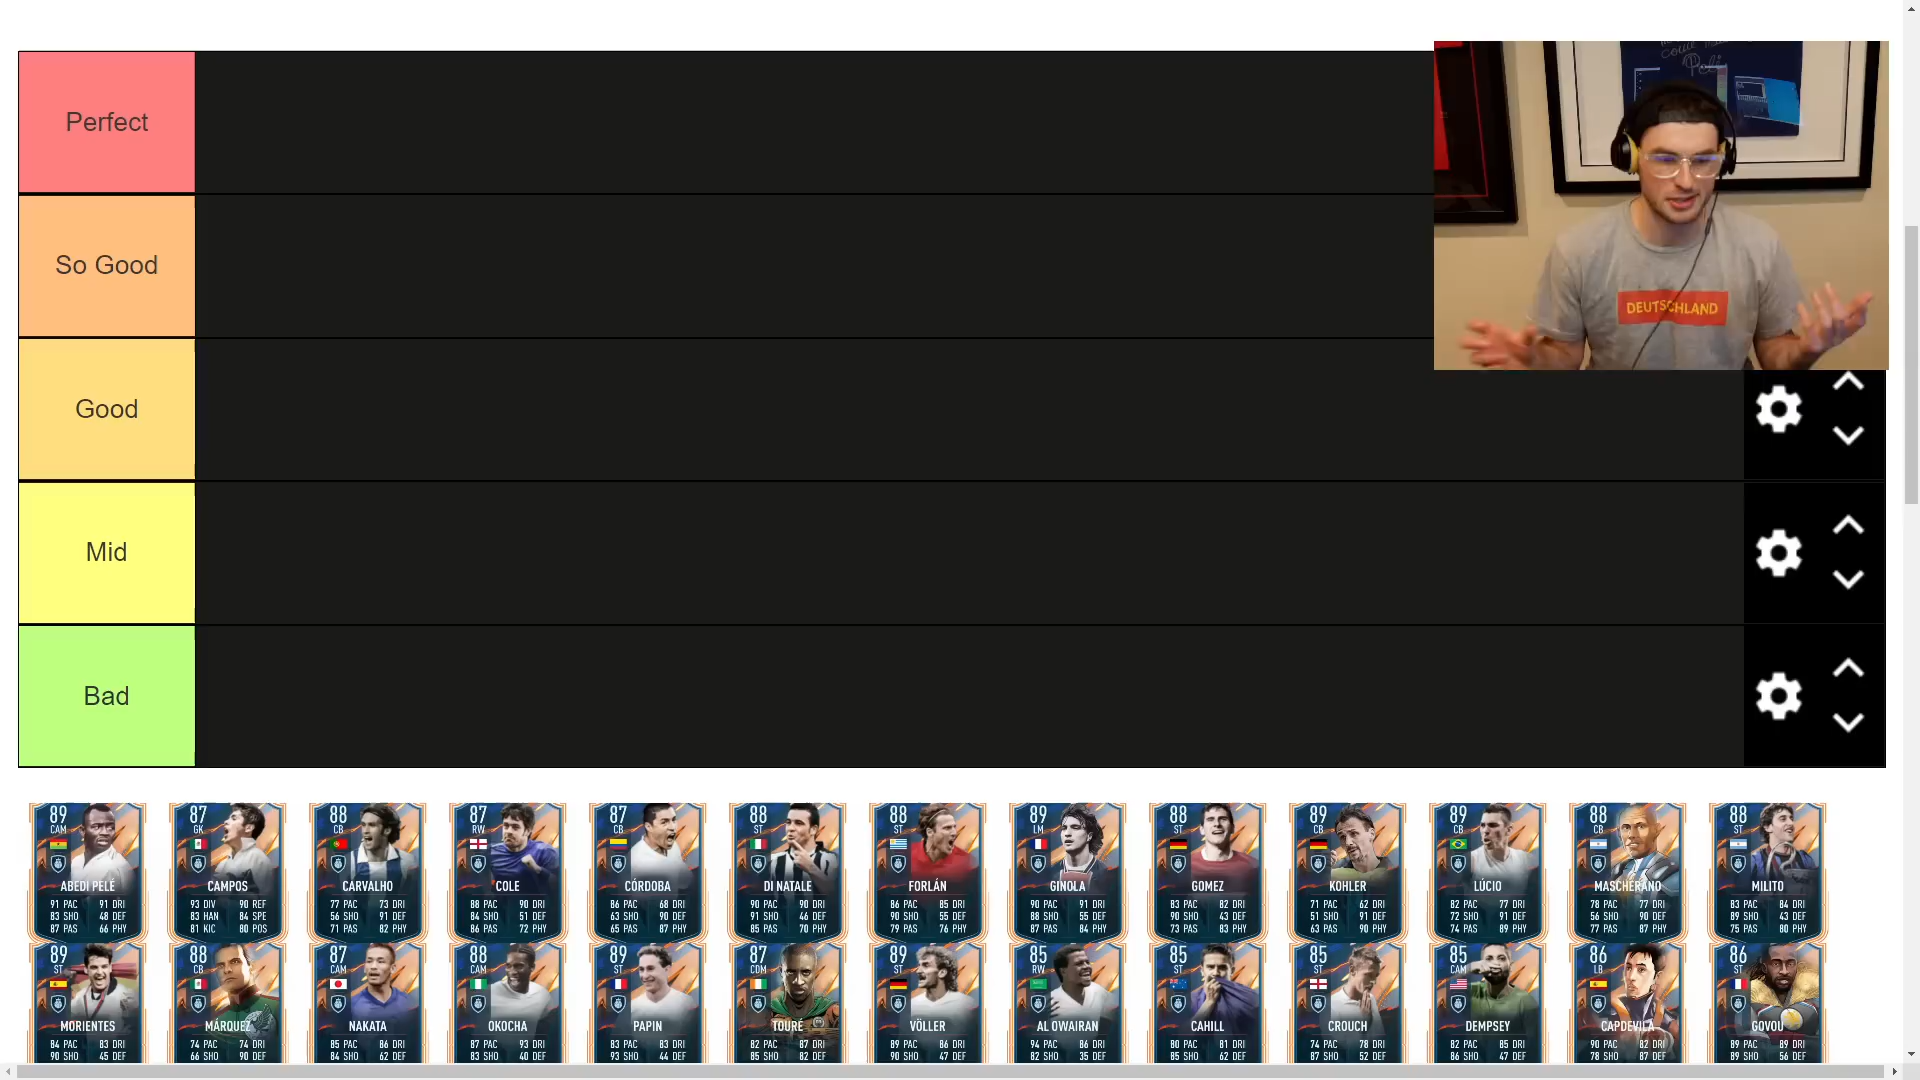 come
Pelé
Perfect
So Good
DEUTSCHLAND
Good
Mid
Bad
89 CAM ABEDI PELÉ
91 PAC 91 DRI
83 SHO 48 DEF
87 PAS 66 PHY
87 GK CAMPOS
93 DIV 90 REF
83 HAN 84 SPE
81 KIC 80 POS
88 CB CARVALHO
77 PAC 73 DRI
56 SHO 91 DEF
71 PAS 82 PHY
87 RW COLE
88 PAC 90 DRI
84 SHO 51 DEF
86 PAS 72 PHY
87 CB CÓRDOBA
86 PAC 68 DRI
63 SHO 90 DEF
65 PAS 87 PHY
88 ST DI NATALE
90 PAC 90 DRI
91 SHO 46 DEF
85 PAS 70 PHY
88 ST FORLÁN
86 PAC 85 DRI
90 SHO 55 DEF
79 PAS 76 PHY
89 LM GINOLA
90 PAC 91 DRI
88 SHO 55 DEF
87 PAS 84 PHY
88 ST GOMEZ
83 PAC 82 DRI
90 SHO 43 DEF
73 PAS 83 PHY
89 CB KOHLER
71 PAC 62 DRI
51 SHO 91 DEF
63 PAS 90 PHY
89 CB LÚCIO
82 PAC 77 DRI
72 SHO 91 DEF
74 PAS 89 PHY
88 CB MASCHERANO
78 PAC 77 DRI
56 SHO 90 DEF
77 PAS 87 PHY
88 ST MILITO
83 PAC 84 DRI
89 SHO 43 DEF
75 PAS 80 PHY
89 ST MORIENTES
84 PAC 83 DRI
90 SHO 45 DEF
88 CB MÁRQUEZ
74 PAC 74 DRI
66 SHO 90 DEF
87 CAM NAKATA
85 PAC 86 DRI
84 SHO 62 DEF
88 CAM OKOCHA
87 PAC 93 DRI
83 SHO 40 DEF
89 ST PAPIN
83 PAC 83 DRI
93 SHO 44 DEF
87 CDM TOURÉ
82 PAC 87 DRI
85 SHO 82 DEF
89 ST VÖLLER
89 PAC 86 DRI
90 SHO 47 DEF
85 RW AL OWAIRAN
94 PAC 86 DRI
82 SHO 35 DEF
85 ST CAHILL
80 PAC 81 DRI
85 SHO 62 DEF
85 ST CROUCH
74 PAC 78 DRI
87 SHO 52 DEF
85 CAM DEMPSEY
82 PAC 85 DRI
86 SHO 47 DEF
86 LB CAPDEVILA
90 PAC 82 DRI
78 SHO 87 DEF
86 ST GOVOU
89 PAC 89 DRI
89 SHO 56 DEF